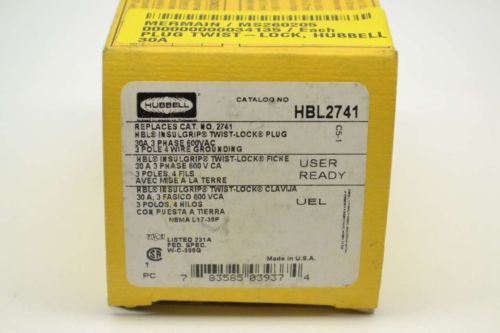 MERMAIN / MS260205
000000000034135 / Each
PLUG TWIST-LOCK, HUBBELL
30A
HUBBELL
CATALOG NO
HBL2741
REPLACES CAT. NO. 2741
HBL® INSULGRIP® TWIST-LOCK® PLUG
30A 3 PHASE 600VAC
3 POLE 4 WIRE GROUNDING
C5-1
HBL® INSULGRIP® TWIST-LOCK® FICHE
30 A 3 PHASE 600 V CA
3 POLES, 4 FILS
AVEC MISE A LA TERRE
USER
READY
HBL® INSULGRIP® TWIST-LOCK® CLAVIJA
30 A, 3 FASICO 600 VCA
3 POLOS, 4 HILOS
CON PUESTA A TIERRA
UEL
NEMA L17-30P
LISTED 231A
FED. SPEC.
W-C-596G
Made in U.S.A.
1
PC
7 83585 03937 4